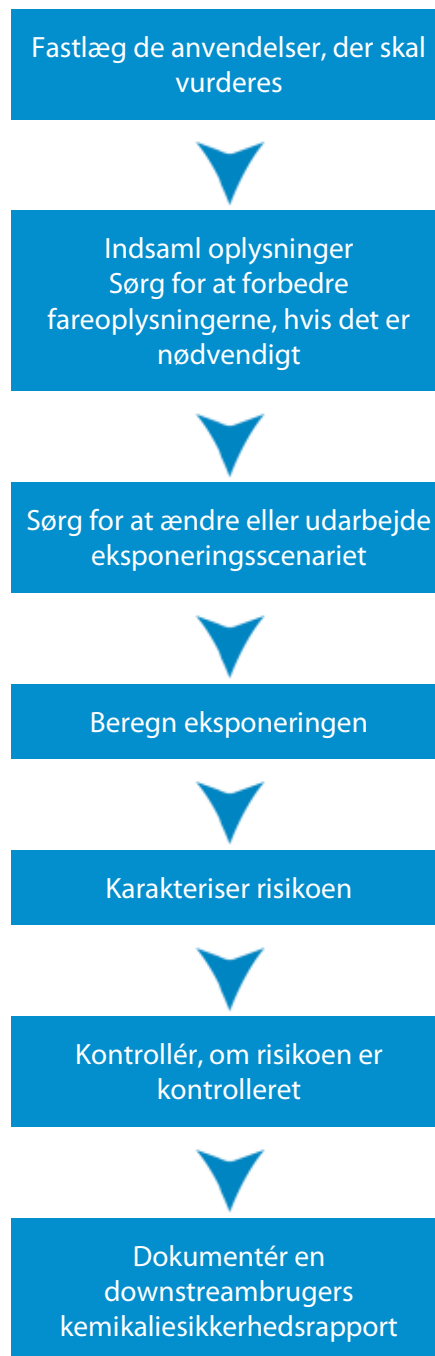 Fastlæg de anvendelser, der skal
vurderes
Indsaml oplysninger
Sørg for at forbedre
fareoplysningerne, hvis det er
nødvendigt
Sørg for at ændre eller udarbejde
eksponeringsscenariet
Beregn eksponeringen
Karakteriser risikoen
Kontrollér, om risikoen er
kontrolleret
Dokumentér en
downstreambrugers
kemikaliesikkerhedsrapport